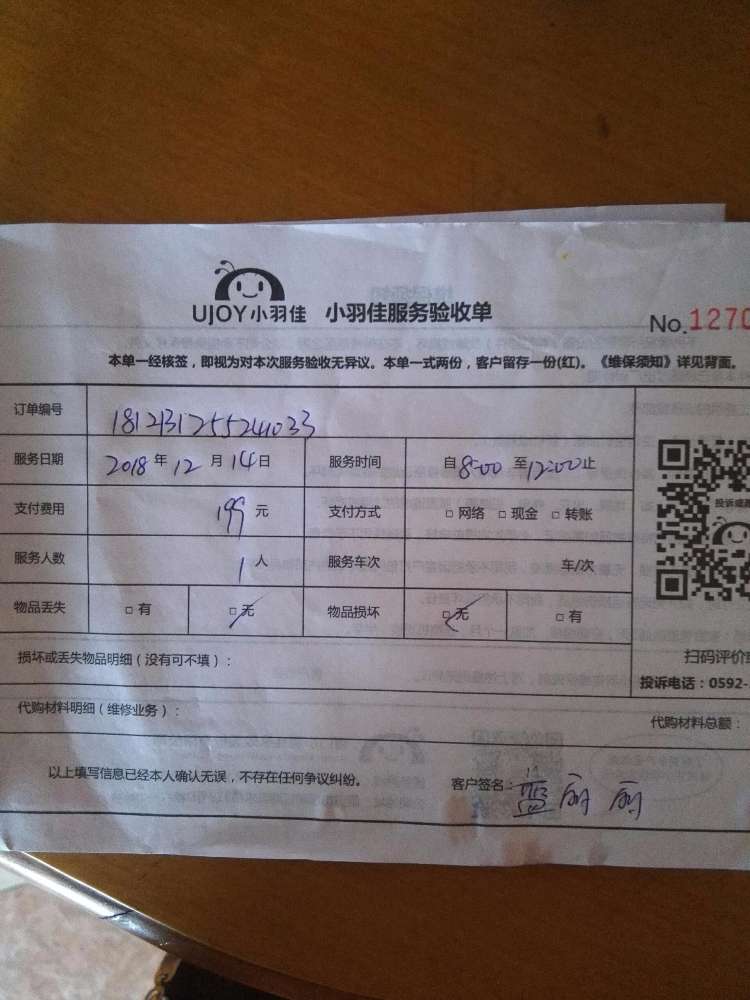 UJOY小羽佳 小羽佳服务验收单
No.1270
本单一经核签，即视为对本次服务验收无异议。本单一式两份，客户留存一份(红)。《维保须知》详见背面。
订单编号 181213125524033
服务日期 2018年12月14日 服务时间 自8:00至12:00止
支付费用 199元 支付方式 □网络 □现金 □转账
服务人数 1人 服务车次 车/次
物品丢失 □有 □无 物品损坏 □无 □有
投诉或
损坏或丢失物品明细（没有可不填）：
扫码评价
投诉电话：0592-
代购材料明细（维修业务）：
代购材料总额：
以上填写信息已经本人确认无误，不存在任何争议纠纷。 客户签名：蓝丽丽